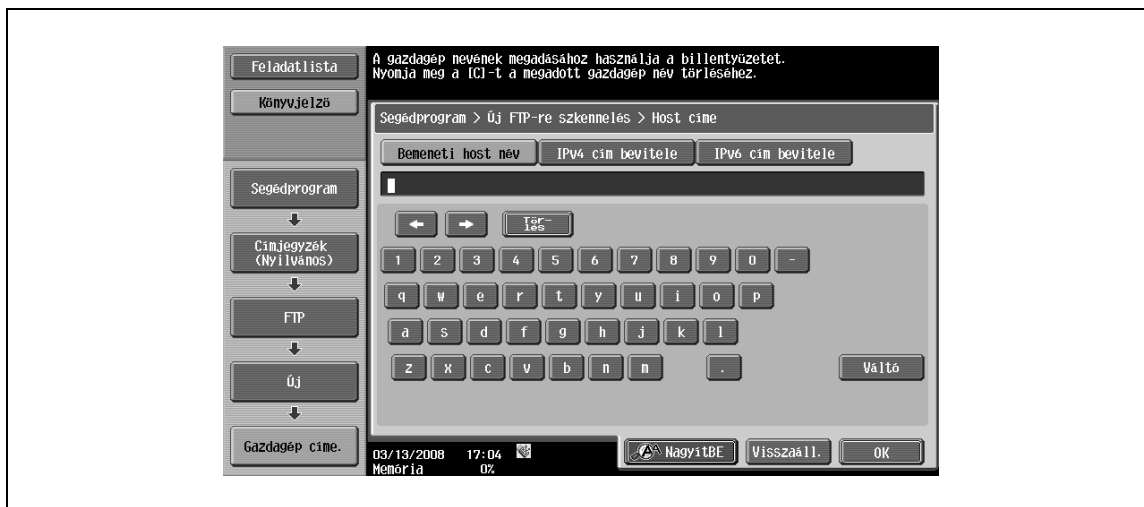 Feladatlista
Könyvjelző
A gazdagép nevének megadásához használja a billentyűzetet.
Nyomja meg a [C]-t a megadott gazdagép név törléséhez.
Segédprogram > Új FTP-re szkennelés > Host címe
Bemeneti host név
IPv4 cím bevitele
IPv6 cím bevitele
Tör-
lés
1 2 3 4 5 6 7 8 9 0 -
q w e r t y u i o p
a s d f g h j k l
z x c v b n m .
Váltó
Segédprogram
Címjegyzék
(Nyilvános)
FTP
Új
Gazdagép címe.
03/13/2008 17:04
Memória 0%
NagyítBE
Visszaáll.
OK